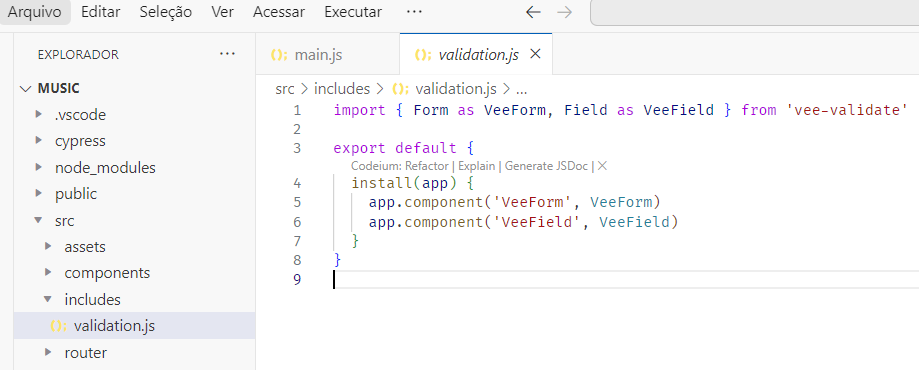 Arquivo Editar Seleção Ver Acessar Executar ··· ← →
EXPLORADOR ···
MUSIC
.vscode
cypress
node_modules
public
src
assets
components
includes
validation.js
router
main.js validation.js ×
src > includes > validation.js > ...
1 import { Form as VeeForm, Field as VeeField } from 'vee-validate'
2
3 export default {
Codeium: Refactor | Explain | Generate JSDoc | ×
4 install(app) {
5 app.component('VeeForm', VeeForm)
6 app.component('VeeField', VeeField)
7 }
8 }
9